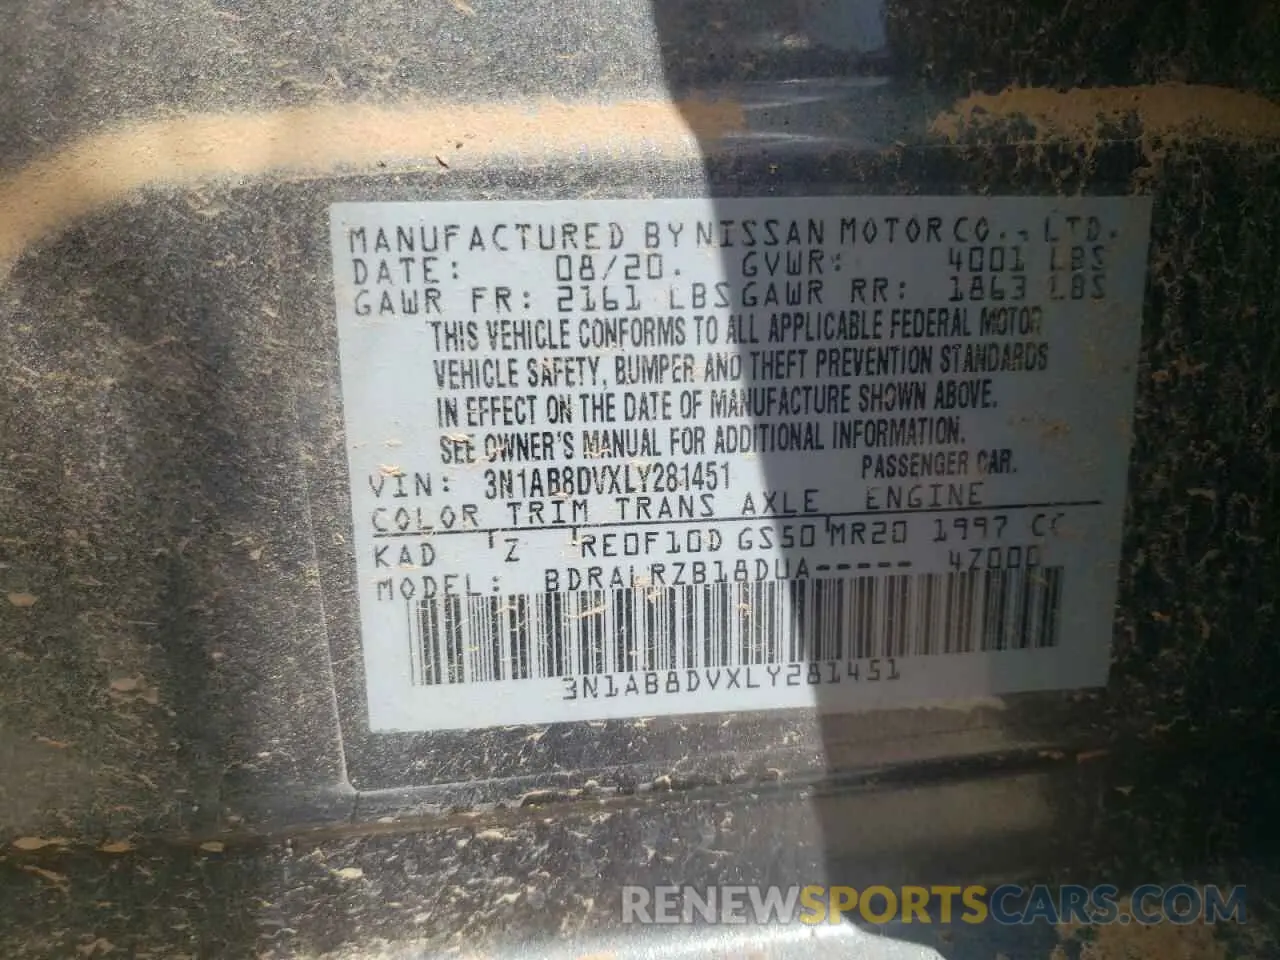 MANUFACTURED BY NISSAN MOTOR CO., LTD.
DATE: 08/20. GVWR: 4001 LBS
GAWR FR: 2161 LBS GAWR RR: 1863 LBS
THIS VEHICLE CONFORMS TO ALL APPLICABLE FEDERAL MOTOR
VEHICLE SAFETY, BUMPER AND THEFT PREVENTION STANDARDS
IN EFFECT ON THE DATE OF MANUFACTURE SHOWN ABOVE.
SEE OWNER'S MANUAL FOR ADDITIONAL INFORMATION.
VIN: 3N1AB8DVXLY281451 PASSENGER CAR.
COLOR TRIM TRANS AXLE ENGINE
KAD Z RE0F10D GS50 MR20 1997 CC
MODEL: BDRALRZB18DUA----- 4Z000
3N1AB8DVXLY281451
RENEWSPORTSCARS.COM